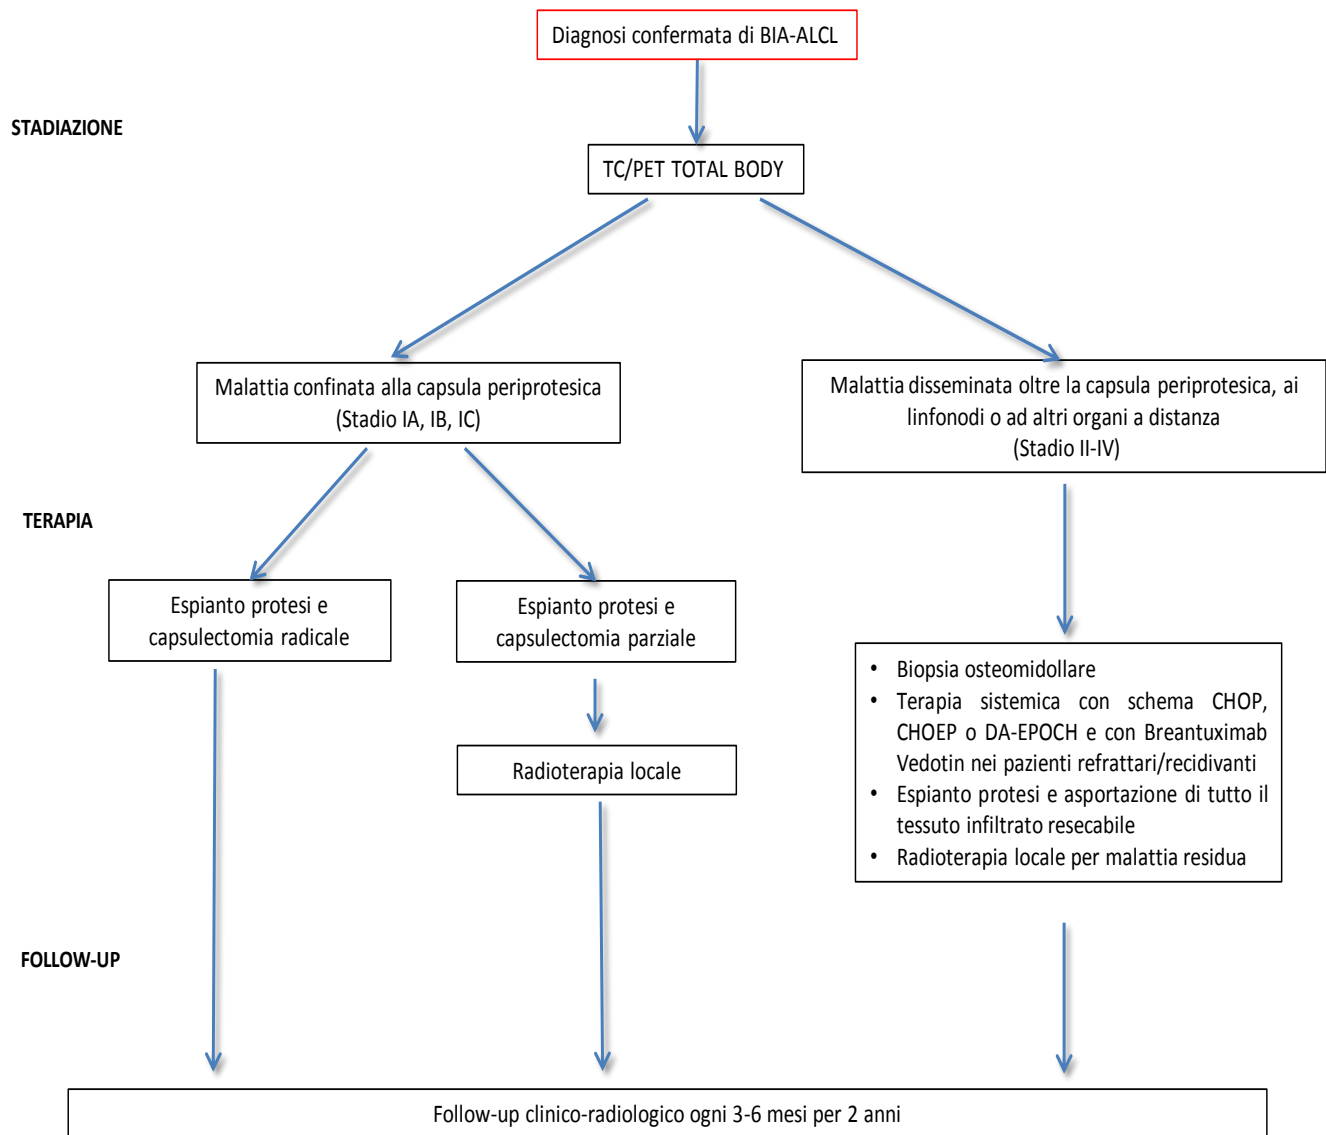 Diagnosi confermata di BIA-ALCL
STADIAZIONE
TC/PET TOTAL BODY
Malattia confinata alla capsula periprotesica
(Stadio IA, IB, IC)
Malattia disseminata oltre la capsula periprotesica, ai
linfonodi o ad altri organi a distanza
(Stadio II-IV)
TERAPIA
Espianto protesi e
capsulectomia radicale
Espianto protesi e
capsulectomia parziale
Radioterapia locale
• Biopsia osteomidollare
• Terapia sistemica con schema CHOP,
CHOEP o DA-EPOCH e con Breantuximab
Vedotin nei pazienti refrattari/recidivanti
• Espianto protesi e asportazione di tutto il
tessuto infiltrato resecabile
• Radioterapia locale per malattia residua
FOLLOW-UP
Follow-up clinico-radiologico ogni 3-6 mesi per 2 anni